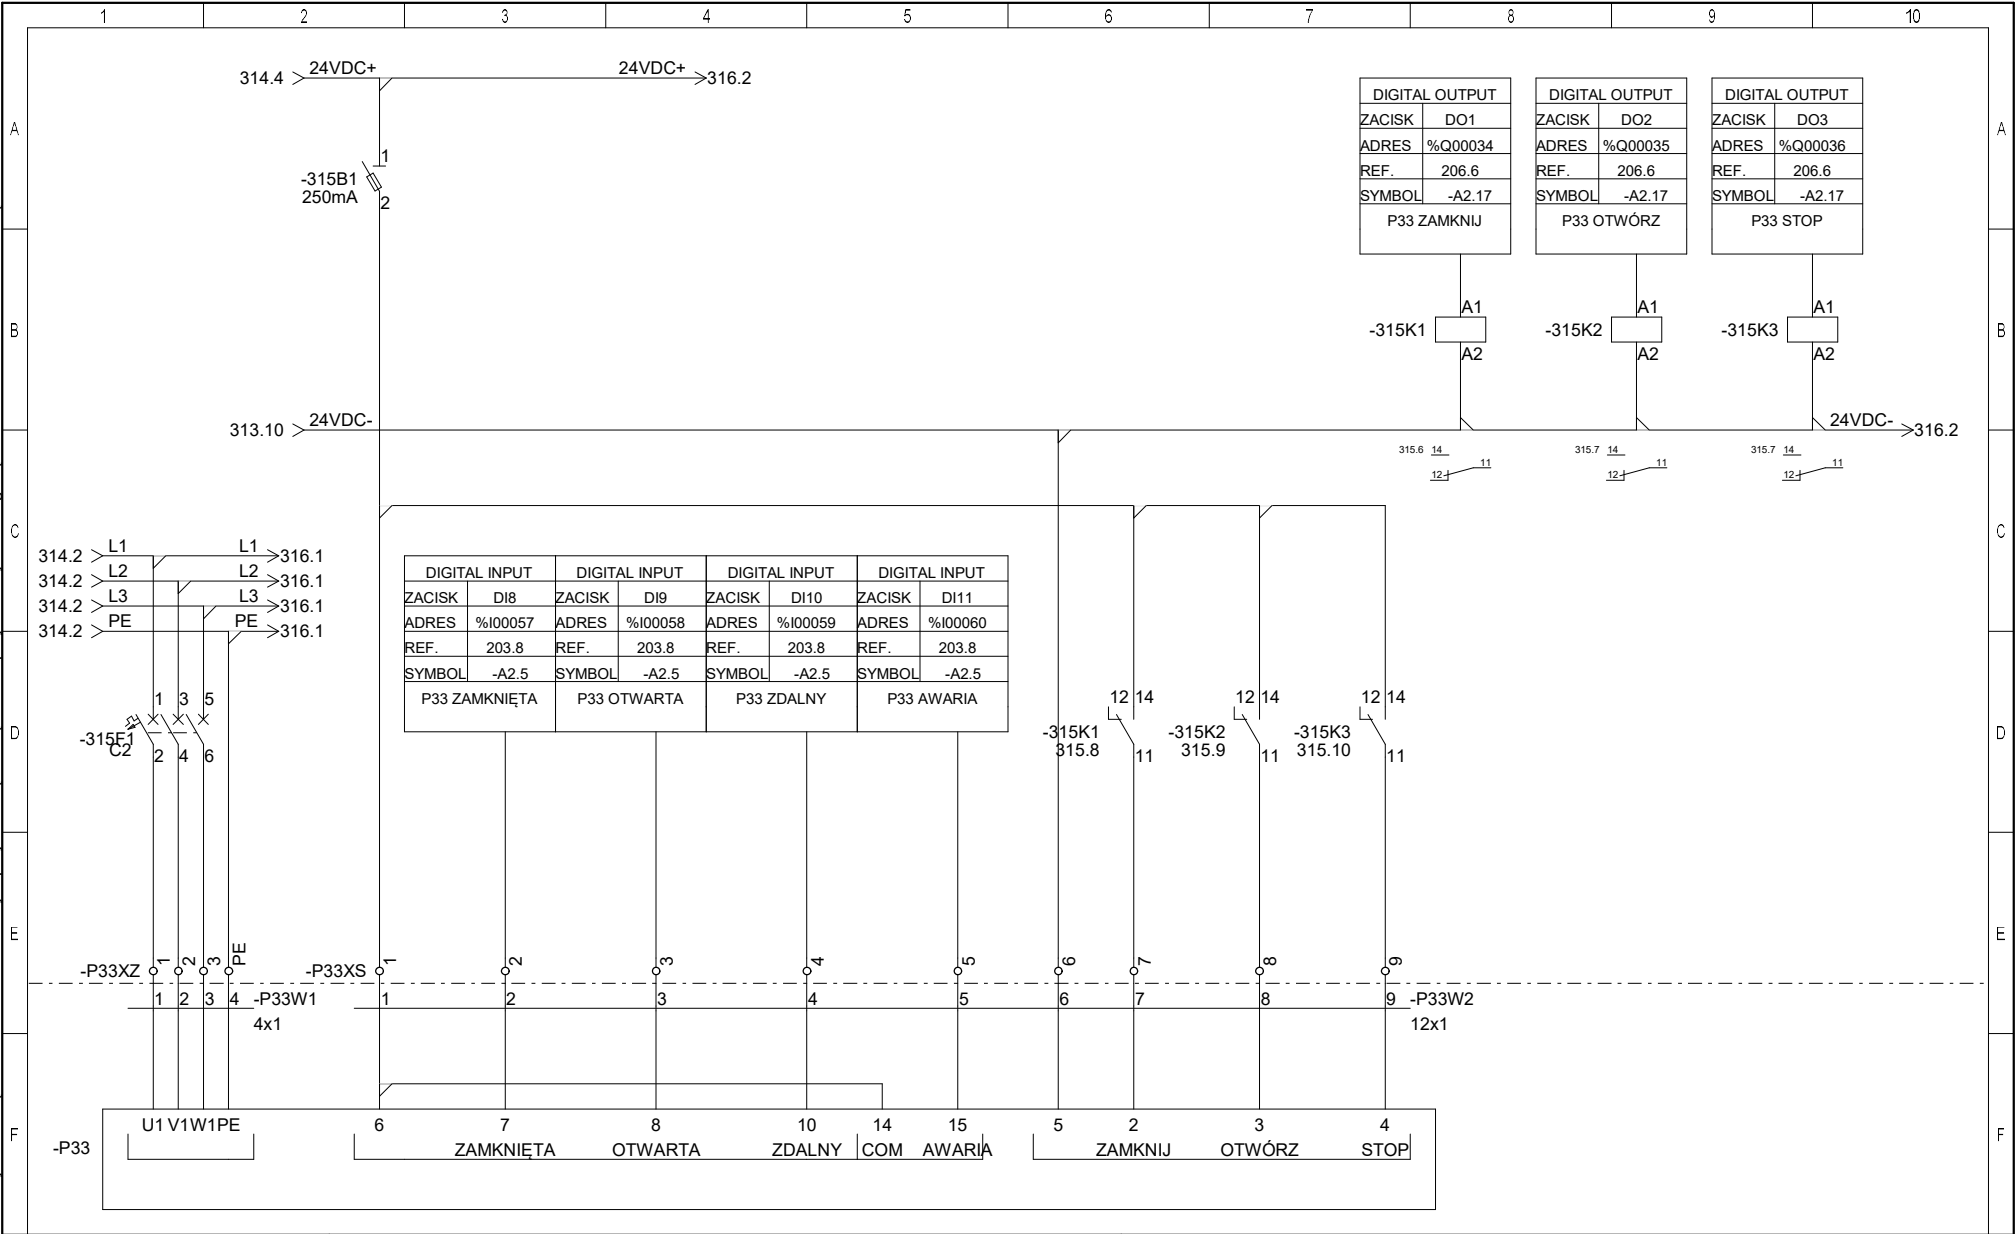 1 2 3 4 5 6 7 8 9 10
314.4 24VDC+ 24VDC+ 316.2
DIGITAL OUTPUT DIGITAL OUTPUT DIGITAL OUTPUT
A ZACISK DO1 ZACISK DO2 ZACISK DO3 A
ADRES %Q00034 ADRES %Q00035 ADRES %Q00036
REF. 206.6 REF. 206.6 REF. 206.6
SYMBOL -A2.17 SYMBOL -A2.17 SYMBOL -A2.17
P33 ZAMKNIJ P33 OTWÓRZ P33 STOP
1
-315B1
250mA
2
A1 A1 A1
B -315K1 -315K2 -315K3 B
A2 A2 A2
313.10 24VDC- 24VDC- 316.2
315.6 14 315.7 14 315.7 14
12 11 12 11 12 11
C C
314.2 L1 L1 316.1
314.2 L2 L2 316.1
314.2 L3 L3 316.1
314.2 PE PE 316.1
DIGITAL INPUT DIGITAL INPUT DIGITAL INPUT DIGITAL INPUT
ZACISK DI8 ZACISK DI9 ZACISK DI10 ZACISK DI11
ADRES %I00057 ADRES %I00058 ADRES %I00059 ADRES %I00060
REF. 203.8 REF. 203.8 REF. 203.8 REF. 203.8
SYMBOL -A2.5 SYMBOL -A2.5 SYMBOL -A2.5 SYMBOL -A2.5
P33 ZAMKNIĘTA P33 OTWARTA P33 ZDALNY P33 AWARIA
1 3 5 12 14 12 14 12 14
D -315F1 -315K1 -315K2 -315K3 D
C2 315.8 315.9 315.10
2 4 6 11 11 11
E E
-P33XZ 1 2 3 PE -P33XS 1 2 3 4 5 6 7 8 9
1 2 3 4 -P33W1 1 2 3 4 5 6 7 8 9 -P33W2
4x1 12x1
F U1 V1 W1 PE 6 7 8 10 14 15 5 2 3 4 F
-P33 ZAMKNIĘTA OTWARTA ZDALNY COM AWARIA ZAMKNIJ OTWÓRZ STOP